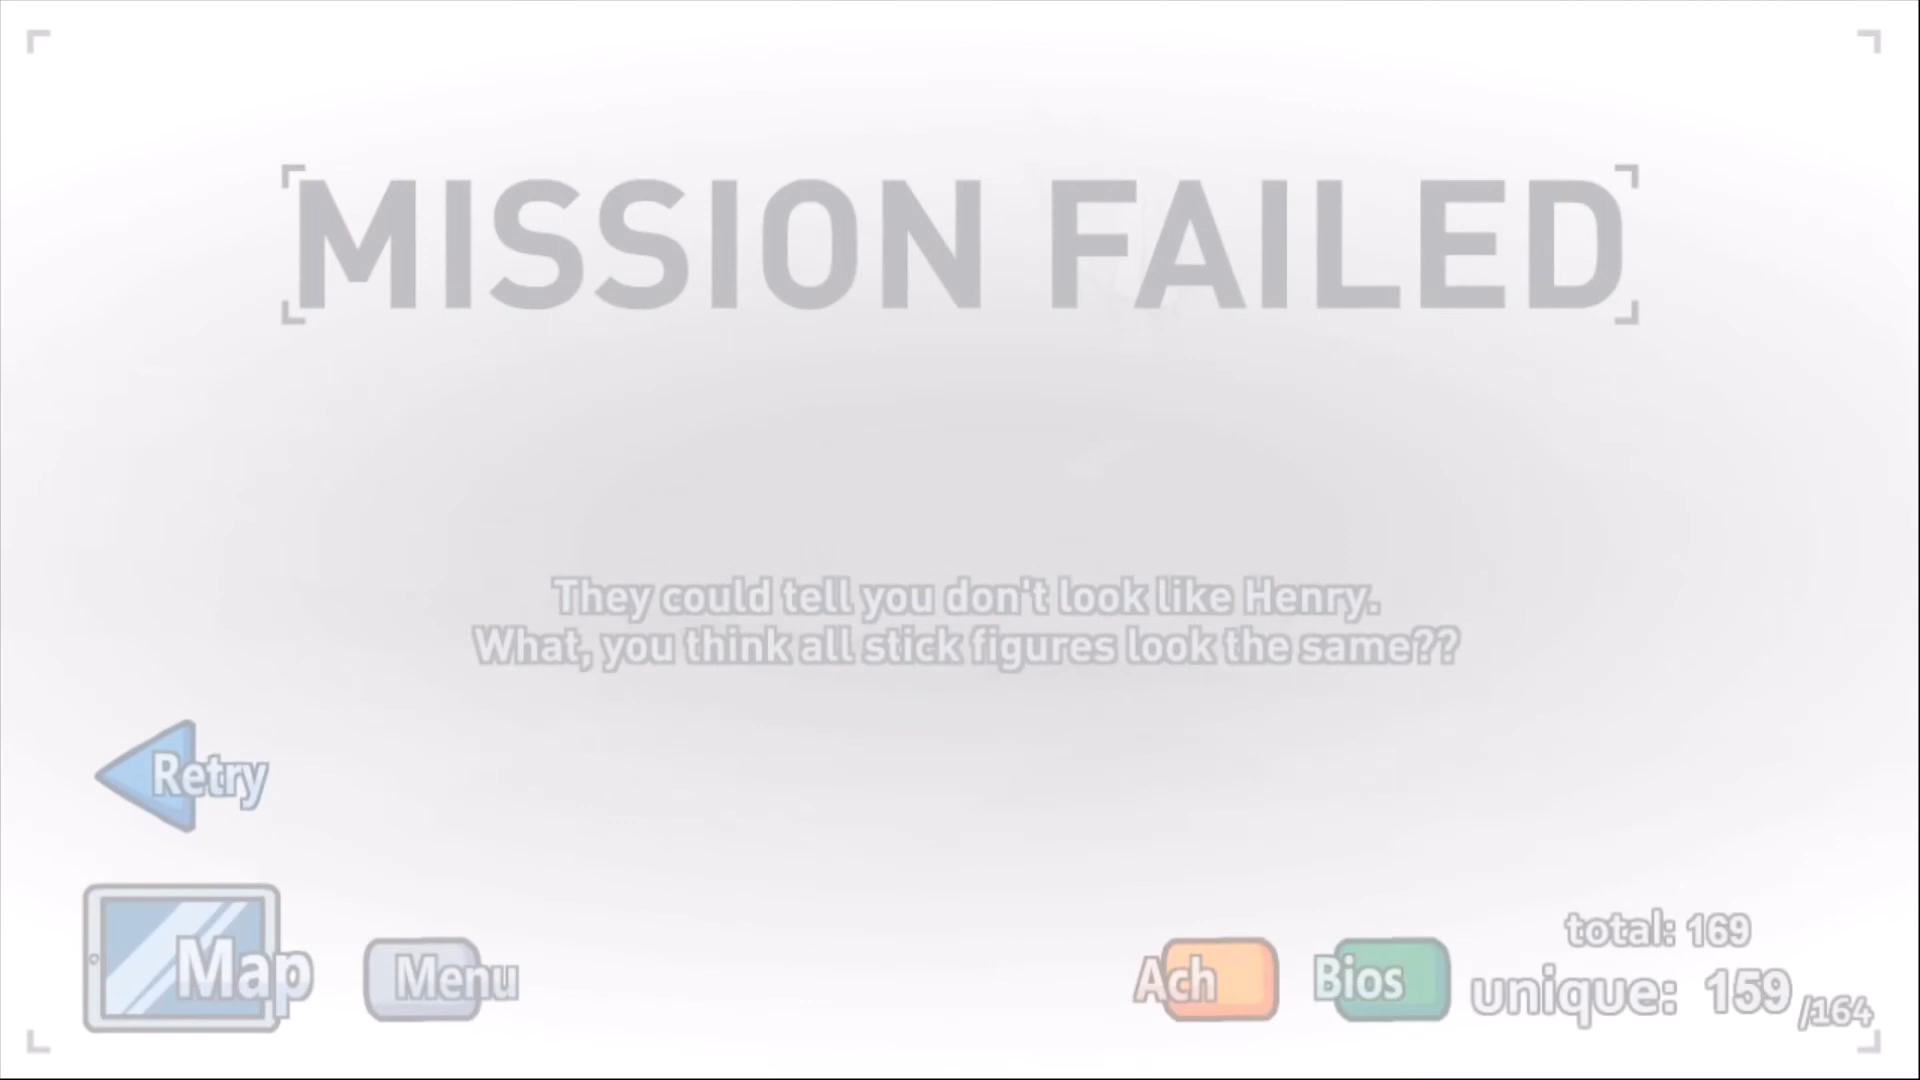 MISSION FAILED
They could tell you don't look like Henry.
What, you think all stick figures look the same??
Retry
Map
Menu
Ach
Bios
total: 169
unique: 159 /164